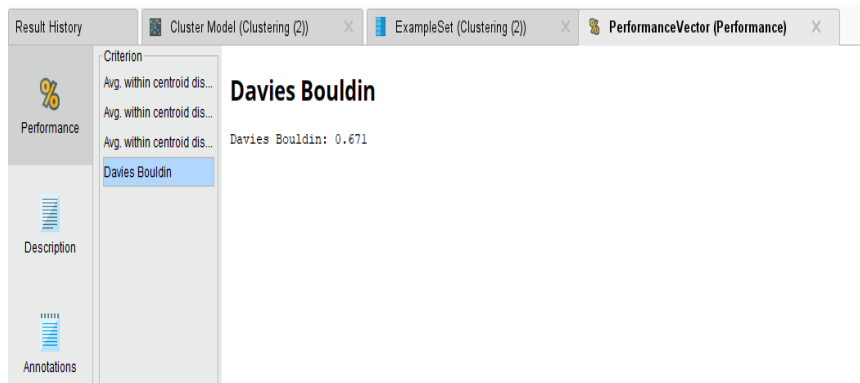 Result History
Cluster Model (Clustering (2))
ExampleSet (Clustering (2))
PerformanceVector (Performance)
Performance
Description
Annotations
Criterion
Avg. within centroid dis...
Avg. within centroid dis...
Avg. within centroid dis...
Davies Bouldin
Davies Bouldin
Davies Bouldin: 0.671